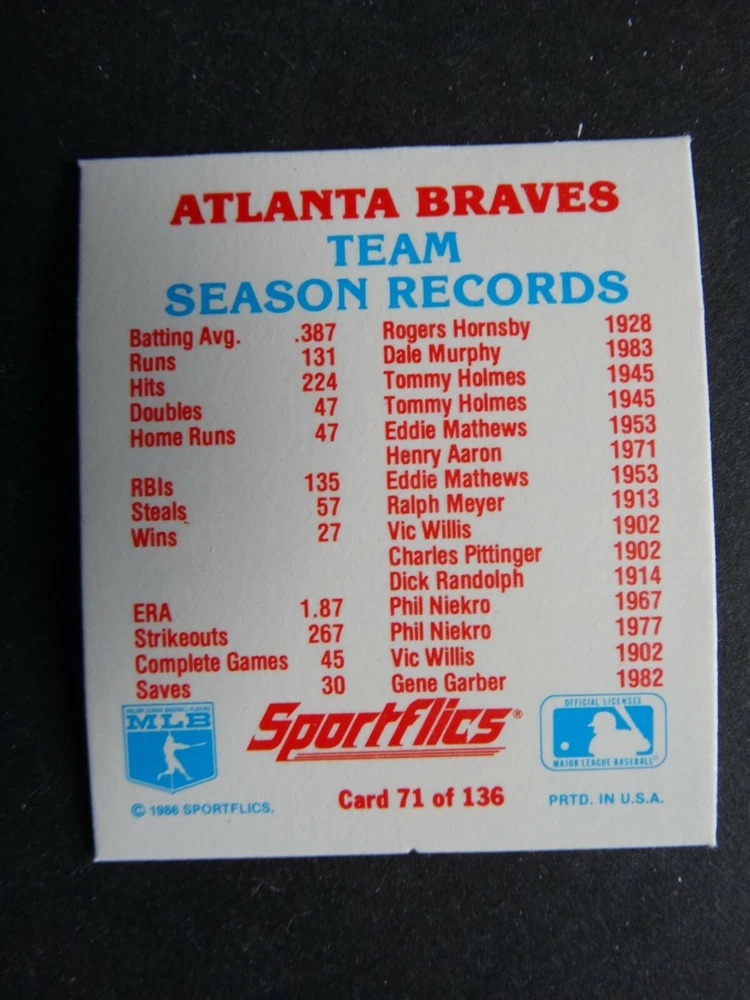 ATLANTA BRAVES
TEAM
SEASON RECORDS
Batting Avg. .387 Rogers Hornsby 1928
Runs 131 Dale Murphy 1983
Hits 224 Tommy Holmes 1945
Doubles 47 Tommy Holmes 1945
Home Runs 47 Eddie Mathews 1953
Henry Aaron 1971
RBIs 135 Eddie Mathews 1953
Steals 57 Ralph Meyer 1913
Wins 27 Vic Willis 1902
Charles Pittinger 1902
Dick Randolph 1914
ERA 1.87 Phil Niekro 1967
Strikeouts 267 Phil Niekro 1977
Complete Games 45 Vic Willis 1902
Saves 30 Gene Garber 1982
MAJOR LEAGUE BASEBALL PLAYERS
MLB
Sportflics®
OFFICIAL LICENSEE
MAJOR LEAGUE BASEBALL®
© 1986 SPORTFLICS.
Card 71 of 136
PRTD. IN U.S.A.